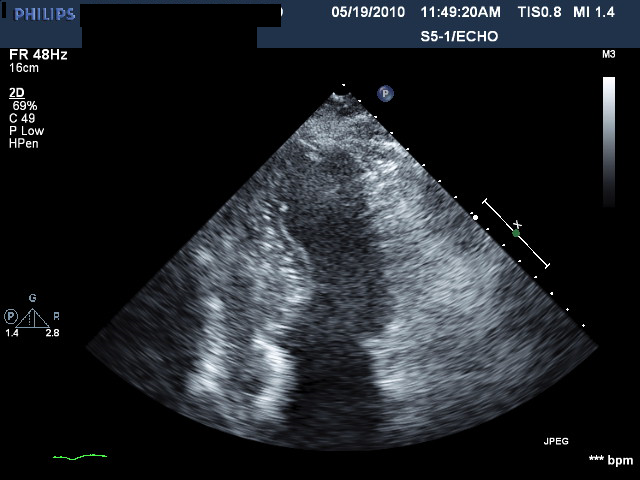 PHILIPS
05/19/2010 11:49:20AM TIS0.8 MI 1.4
S5-1/ECHO
FR 48Hz
16cm
M3
2D
69%
C 49
P Low
HPen
P
X
G
P R
1.4 2.8
JPEG
*** bpm